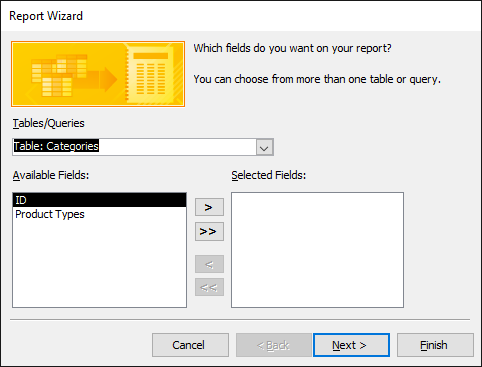 Report Wizard
Which fields do you want on your report?
You can choose from more than one table or query.
Tables/Queries
Table: Categories
Available Fields:
Selected Fields:
ID
Product Types
>
>>
<
<<
Cancel
< Back
Next >
Finish